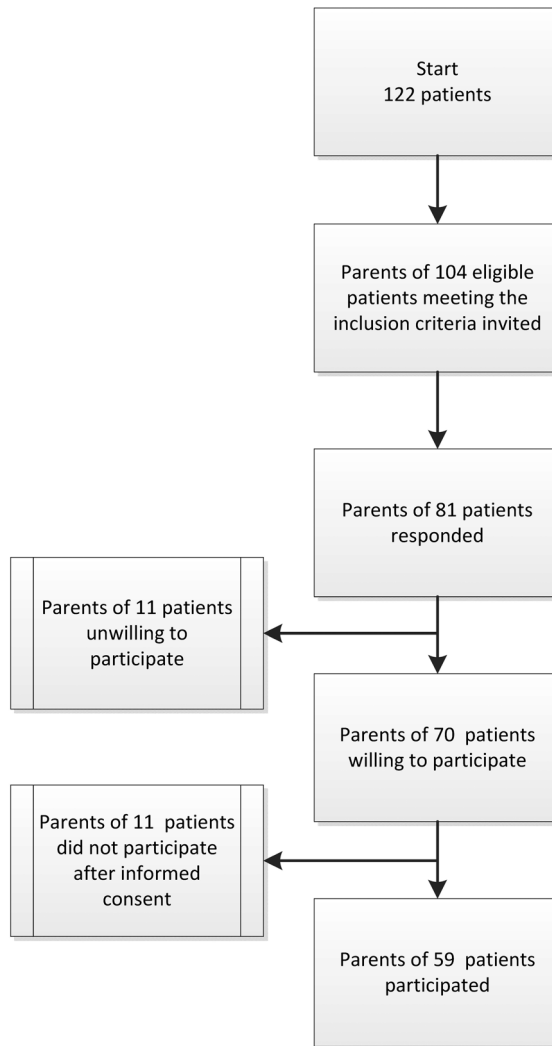 Start
122 patients
Parents of 104 eligible
patients meeting the
inclusion criteria invited
Parents of 81 patients
responded
Parents of 11 patients
unwilling to
participate
Parents of 70 patients
willing to participate
Parents of 11 patients
did not participate
after informed
consent
Parents of 59 patients
participated